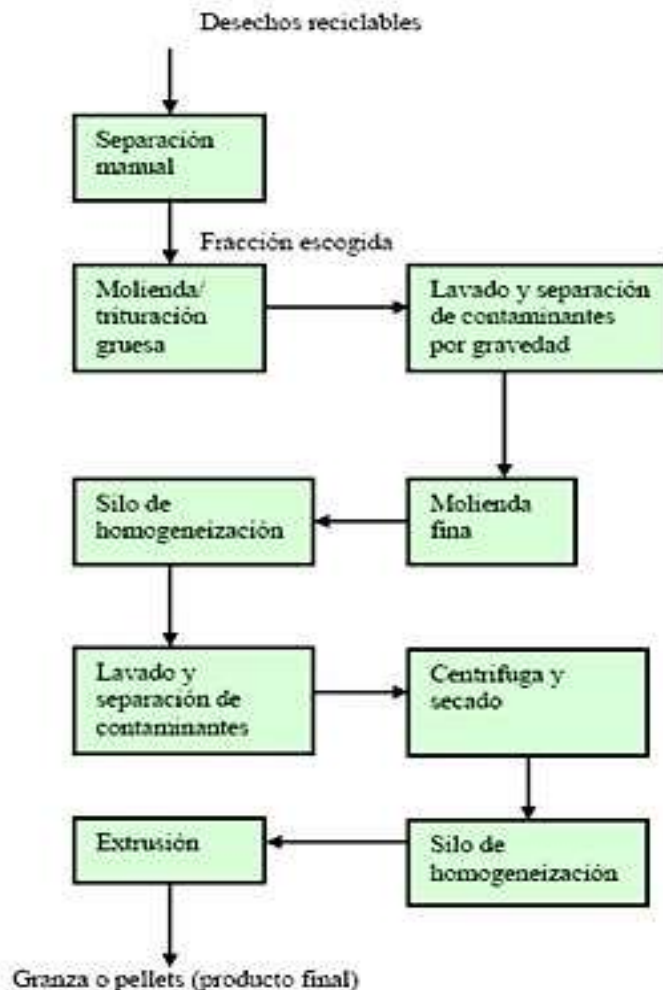 Desechos reciclables
Separación
manual
Fracción escogida
Molienda/
trituración
gruesa
Lavado y separación
de contaminantes
por gravedad
Molienda
fina
Silo de
homogeneización
Lavado y
separación de
contaminantes
Centrifuga y
secado
Silo de
homogeneización
Extrusión
Granza o pellets (producto final)